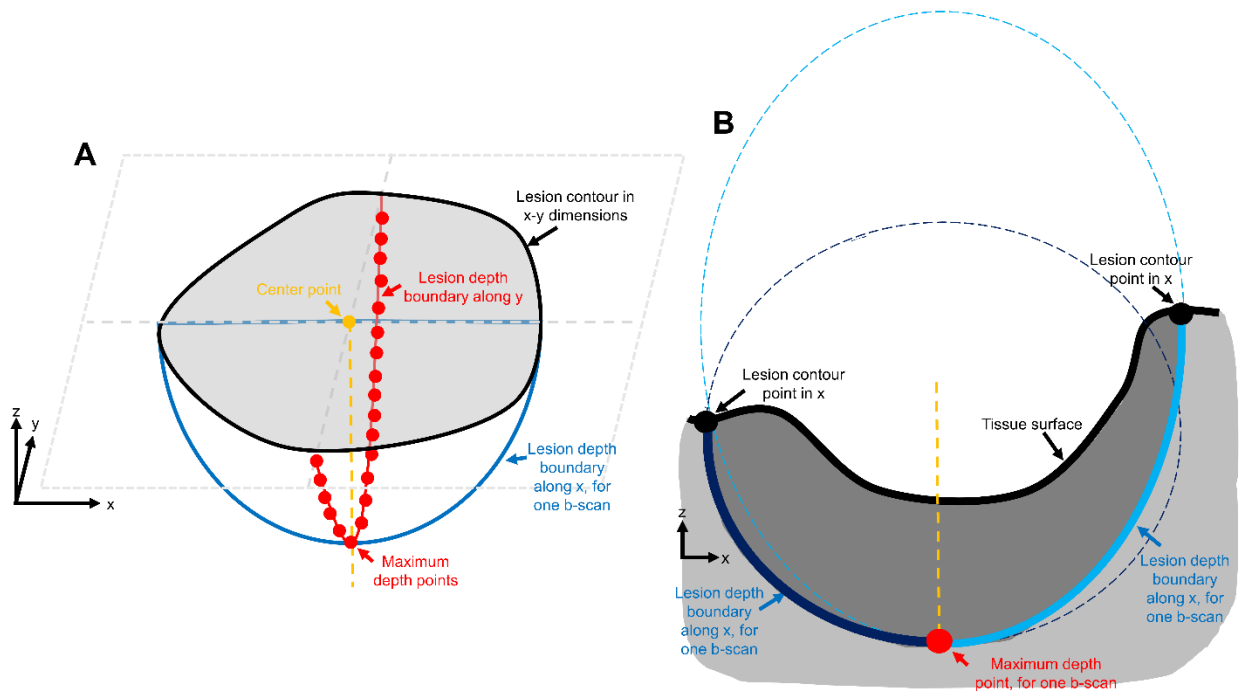 A
Lesion contour in
x-y dimensions
Center point
Lesion depth
boundary along y
z
y
x
Lesion depth
boundary
along x, for
one b-scan
Maximum
depth points
B
Lesion contour
point in x
Lesion contour
point in x
Tissue surface
z
x
Lesion depth
boundary
along x, for
one b-scan
Lesion depth
boundary
along x, for
one b-scan
Maximum depth
point, for one b-scan